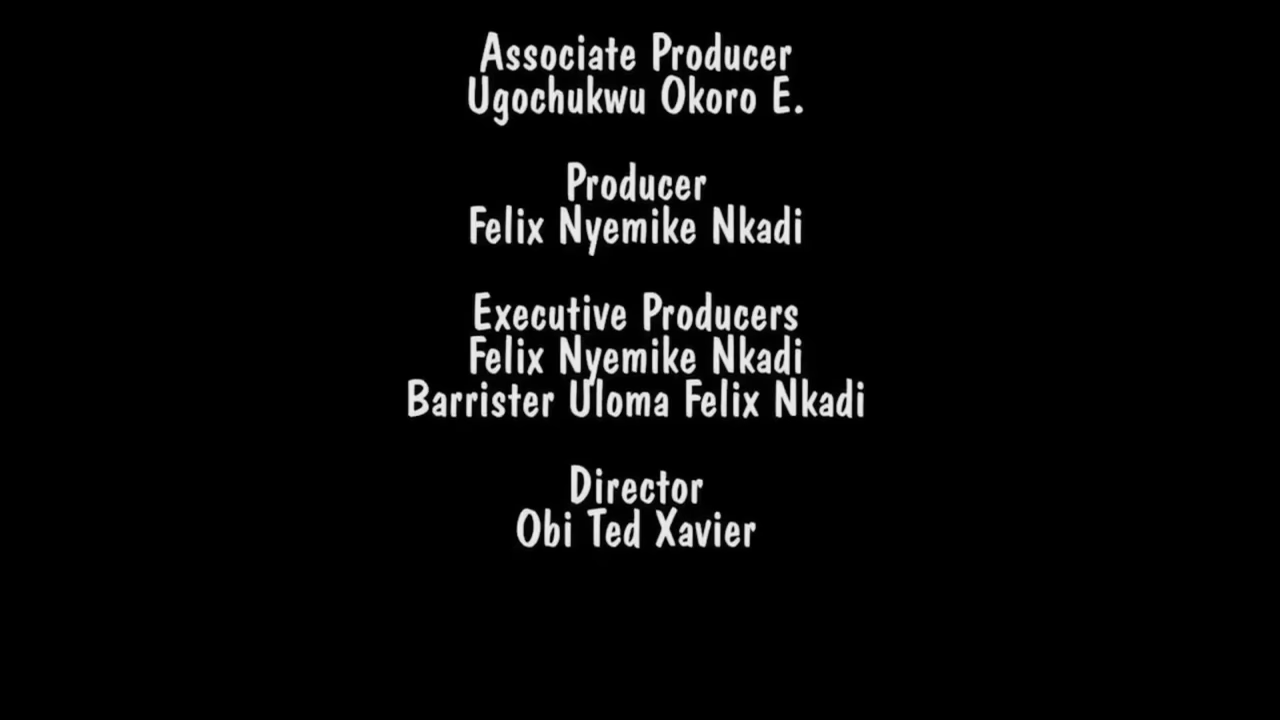 Associate Producer
Ugochukwu Okoro E.
Producer
Felix Nyemike Nkadi
Executive Producers
Felix Nyemike Nkadi
Barrister Uloma Felix Nkadi
Director
Obi Ted Xavier